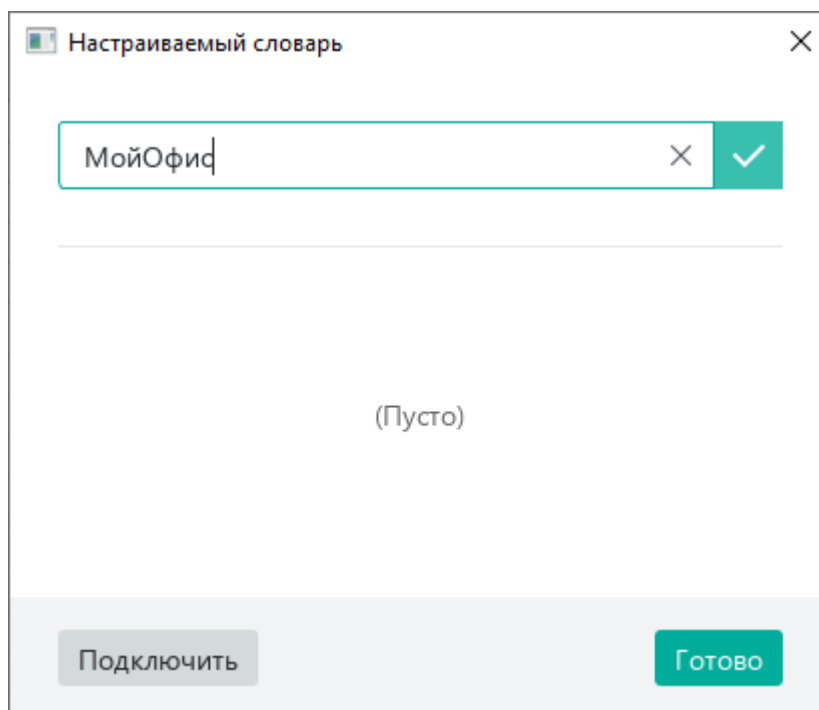 Настраиваемый словарь
МойОфис
(Пусто)
Подключить
Готово